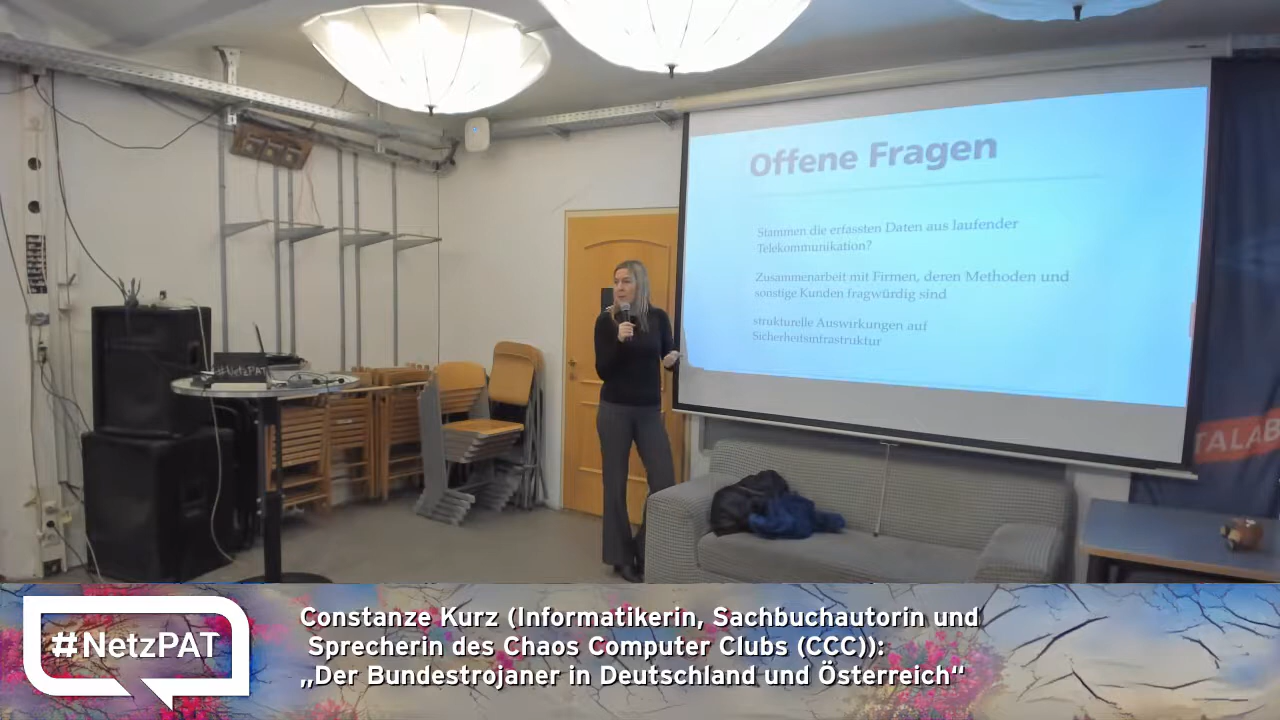 Offene Fragen
Stammen die erfassten Daten aus laufender
Telekommunikation?
Zusammenarbeit mit Firmen, deren Methoden und
sonstige Kunden fragwürdig sind
strukturelle Auswirkungen auf
Sicherheitsinfrastruktur
#NetzPAT
TALAB
#NetzPAT
Constanze Kurz (Informatikerin, Sachbuchautorin und
Sprecherin des Chaos Computer Clubs (CCC)):
„Der Bundestrojaner in Deutschland und Österreich“